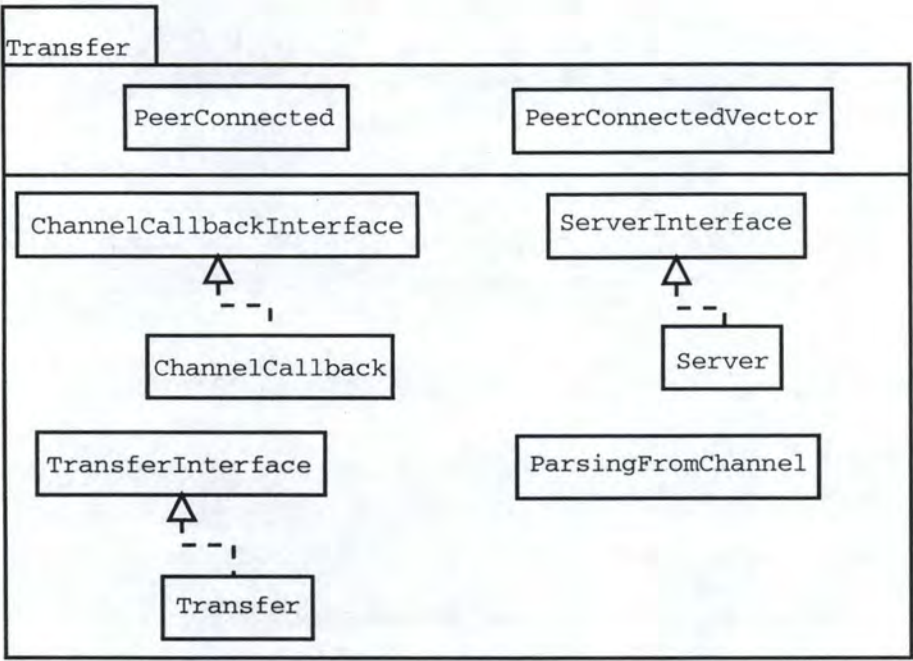 Transfer
PeerConnected
PeerConnectedVector
ChannelCallbackInterface
ServerInterface
ChannelCallback
Server
TransferInterface
ParsingFromChannel
Transfer